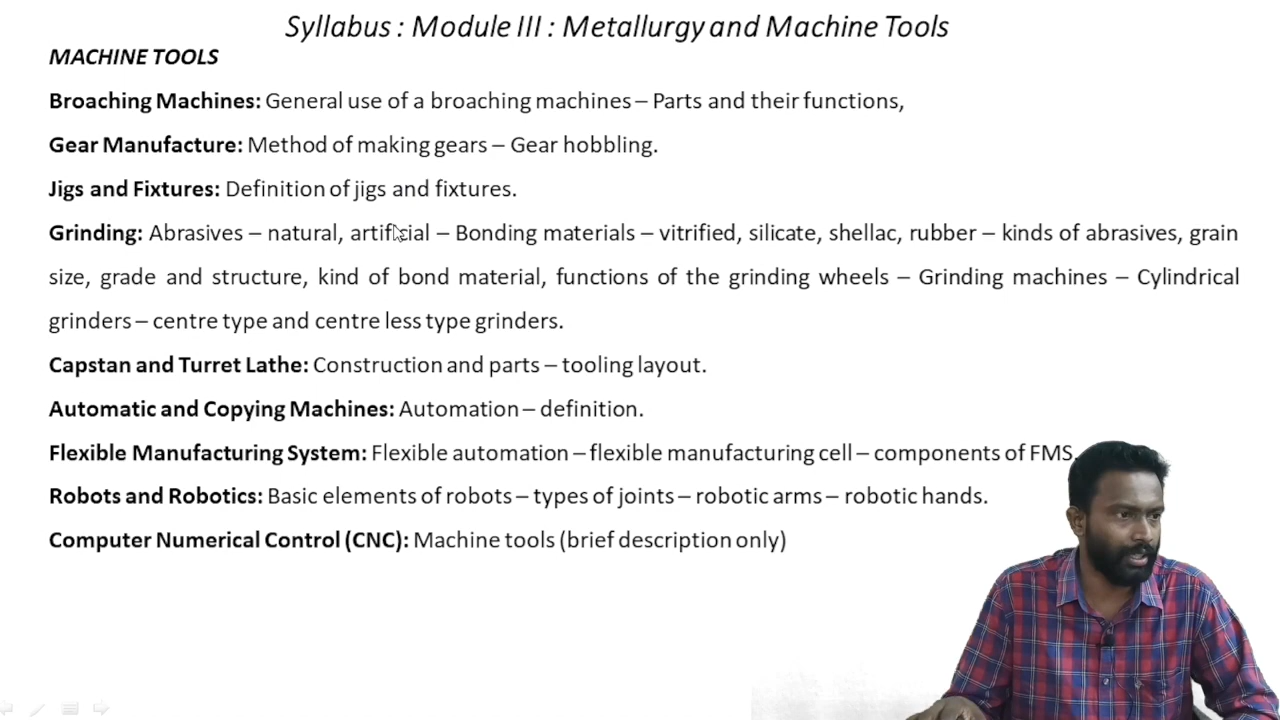 Syllabus : Module III : Metallurgy and Machine Tools
MACHINE TOOLS
Broaching Machines: General use of a broaching machines – Parts and their functions,
Gear Manufacture: Method of making gears – Gear hobbling.
Jigs and Fixtures: Definition of jigs and fixtures.
Grinding: Abrasives – natural, artificial – Bonding materials – vitrified, silicate, shellac, rubber – kinds of abrasives, grain
size, grade and structure, kind of bond material, functions of the grinding wheels – Grinding machines – Cylindrical
grinders – centre type and centre less type grinders.
Capstan and Turret Lathe: Construction and parts – tooling layout.
Automatic and Copying Machines: Automation – definition.
Flexible Manufacturing System: Flexible automation – flexible manufacturing cell – components of FMS.
Robots and Robotics: Basic elements of robots – types of joints – robotic arms – robotic hands.
Computer Numerical Control (CNC): Machine tools (brief description only)